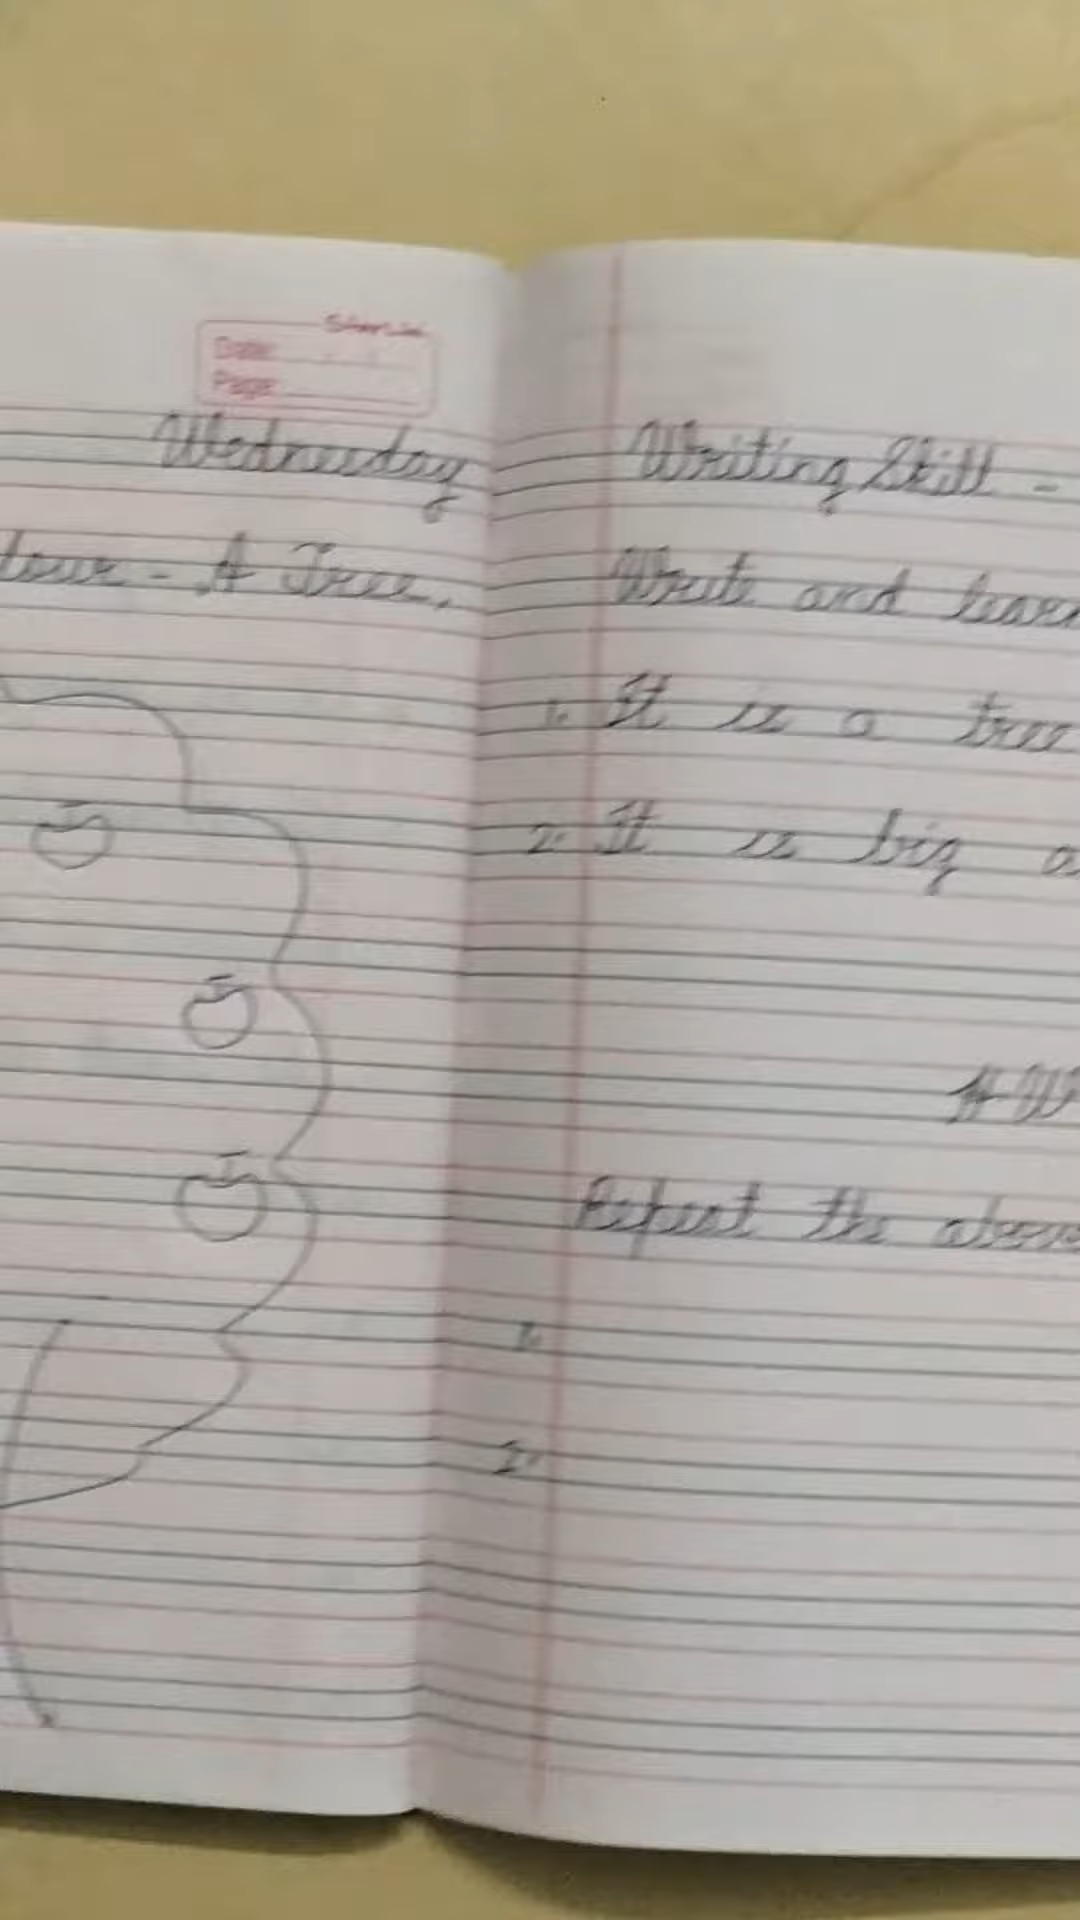 Date
Page
Wednesday
lour - A Tree.
Writing Skill -
Write and learn
1. It is a tree
2. It is big a
H.W
Repeat the above
1.
2.